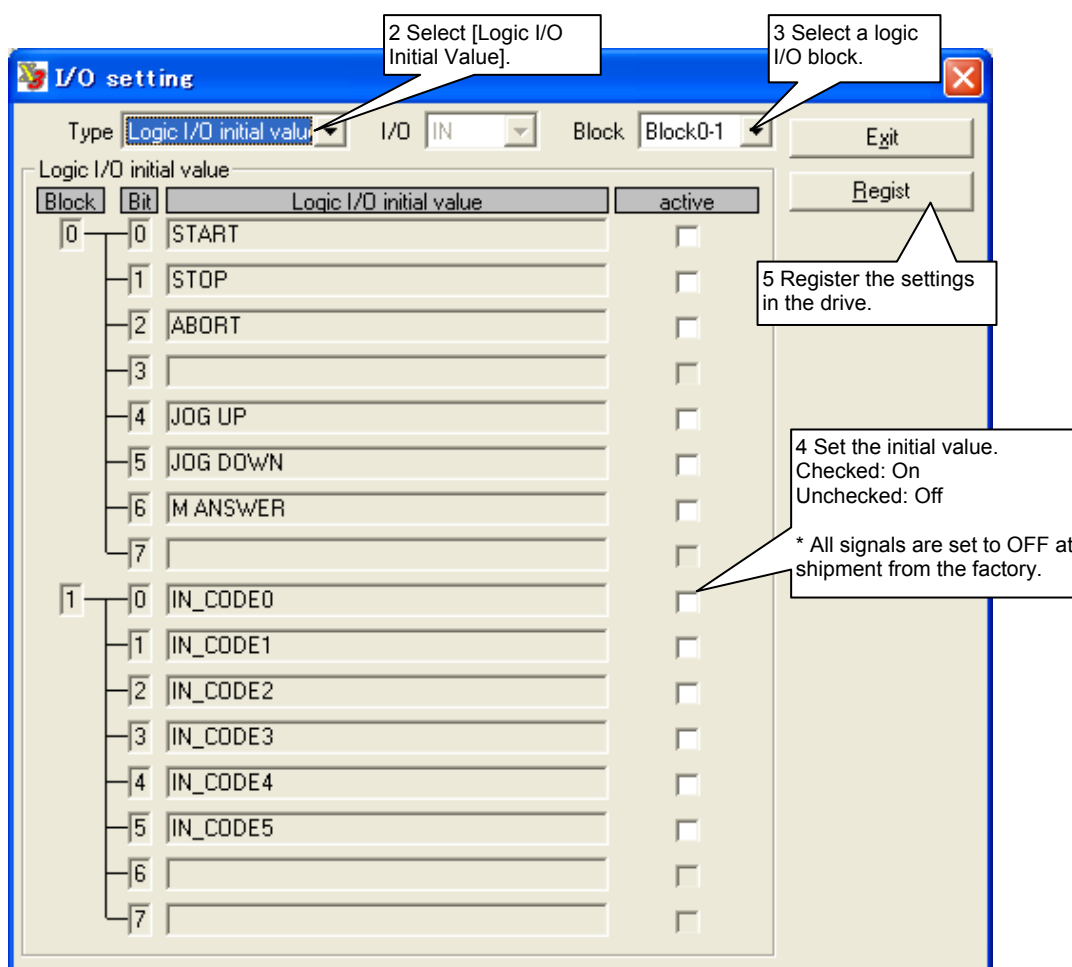 2 Select [Logic I/O
Initial Value].
3 Select a logic
I/O block.
I/O setting
Type Logic I/O initial valu I/O IN Block Block0-1 Exit
Logic I/O initial value
Regist
Block Bit Logic I/O initial value active
0 0 START
1 STOP
5 Register the settings
in the drive.
2 ABORT
3
4 JOG UP
4 Set the initial value.
Checked: On
Unchecked: Off
* All signals are set to OFF at
shipment from the factory.
5 JOG DOWN
6 M ANSWER
7
1 0 IN_CODE0
1 IN_CODE1
2 IN_CODE2
3 IN_CODE3
4 IN_CODE4
5 IN_CODE5
6
7